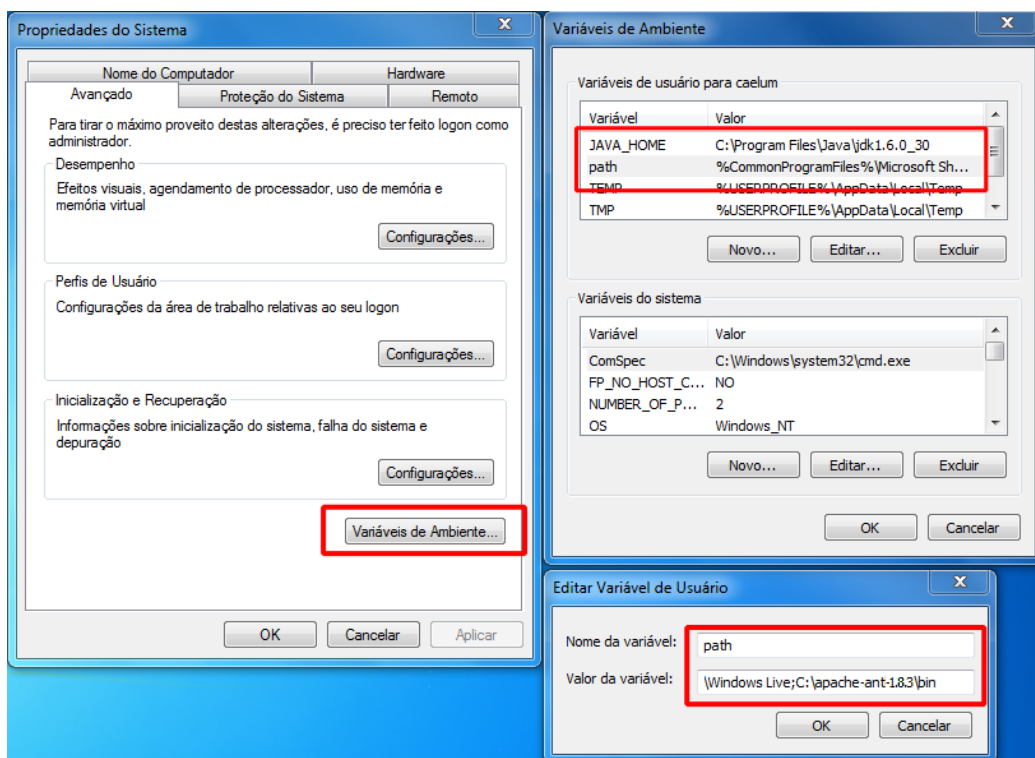 Propriedades do Sistema
X
Nome do Computador
Hardware
Avançado
Proteção do Sistema
Remoto
Para tirar o máximo proveito destas alterações, é preciso ter feito logon como
administrador.
Desempenho
Efeitos visuais, agendamento de processador, uso de memória e
memória virtual
Configurações...
Perfis de Usuário
Configurações da área de trabalho relativas ao seu logon
Configurações...
Inicialização e Recuperação
Informações sobre inicialização do sistema, falha do sistema e
depuração
Configurações...
Variáveis de Ambiente...
OK
Cancelar
Aplicar
Variáveis de Ambiente
X
Variáveis de usuário para caelum
Variável Valor
JAVA_HOME C:\Program Files\Java\jdk1.6.0_30
path %CommonProgramFiles%\Microsoft Sh...
TEMP %USERPROFILE%\AppData\Local\Temp
TMP %USERPROFILE%\AppData\Local\Temp
Novo...
Editar...
Excluir
Variáveis do sistema
Variável Valor
ComSpec C:\Windows\system32\cmd.exe
FP_NO_HOST_C... NO
NUMBER_OF_P... 2
OS Windows_NT
Novo...
Editar...
Excluir
OK
Cancelar
Editar Variável de Usuário
X
Nome da variável: path
Valor da variável: \Windows Live;C:\apache-ant-1.8.3\bin
OK
Cancelar